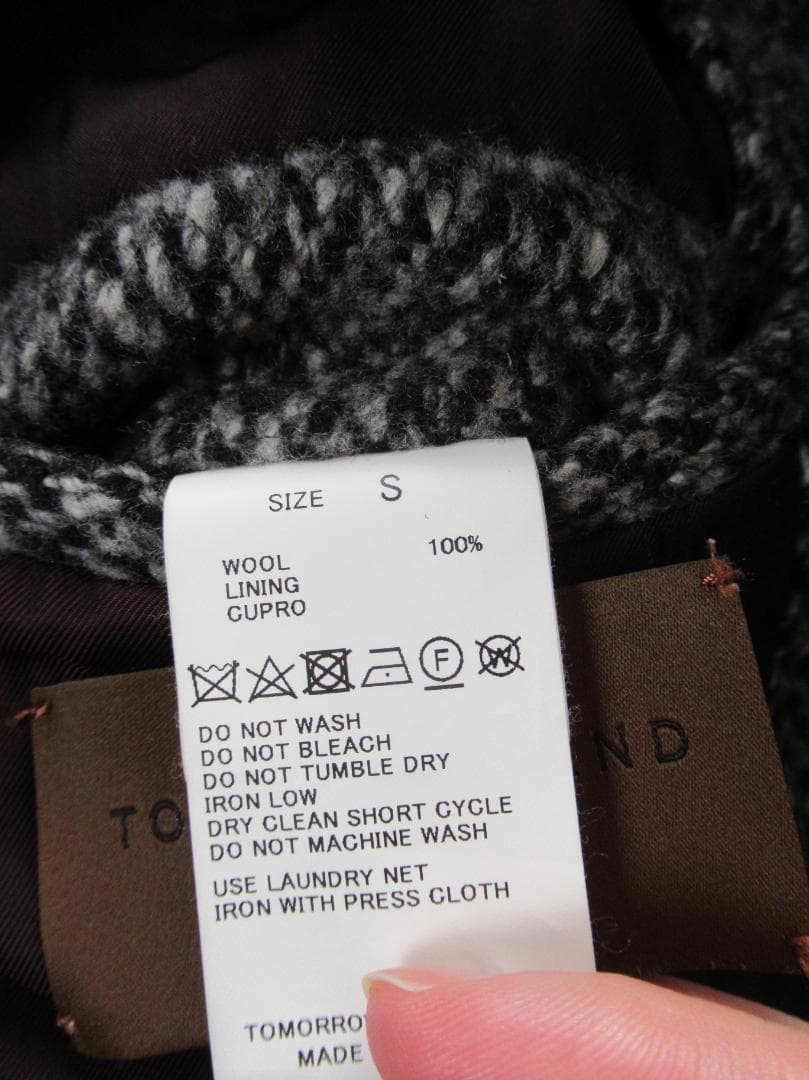 SIZE S
WOOL 100%
LINING
CUPRO
F W
DO NOT WASH
DO NOT BLEACH
DO NOT TUMBLE DRY
IRON LOW
DRY CLEAN SHORT CYCLE
DO NOT MACHINE WASH
USE LAUNDRY NET
IRON WITH PRESS CLOTH
MADE